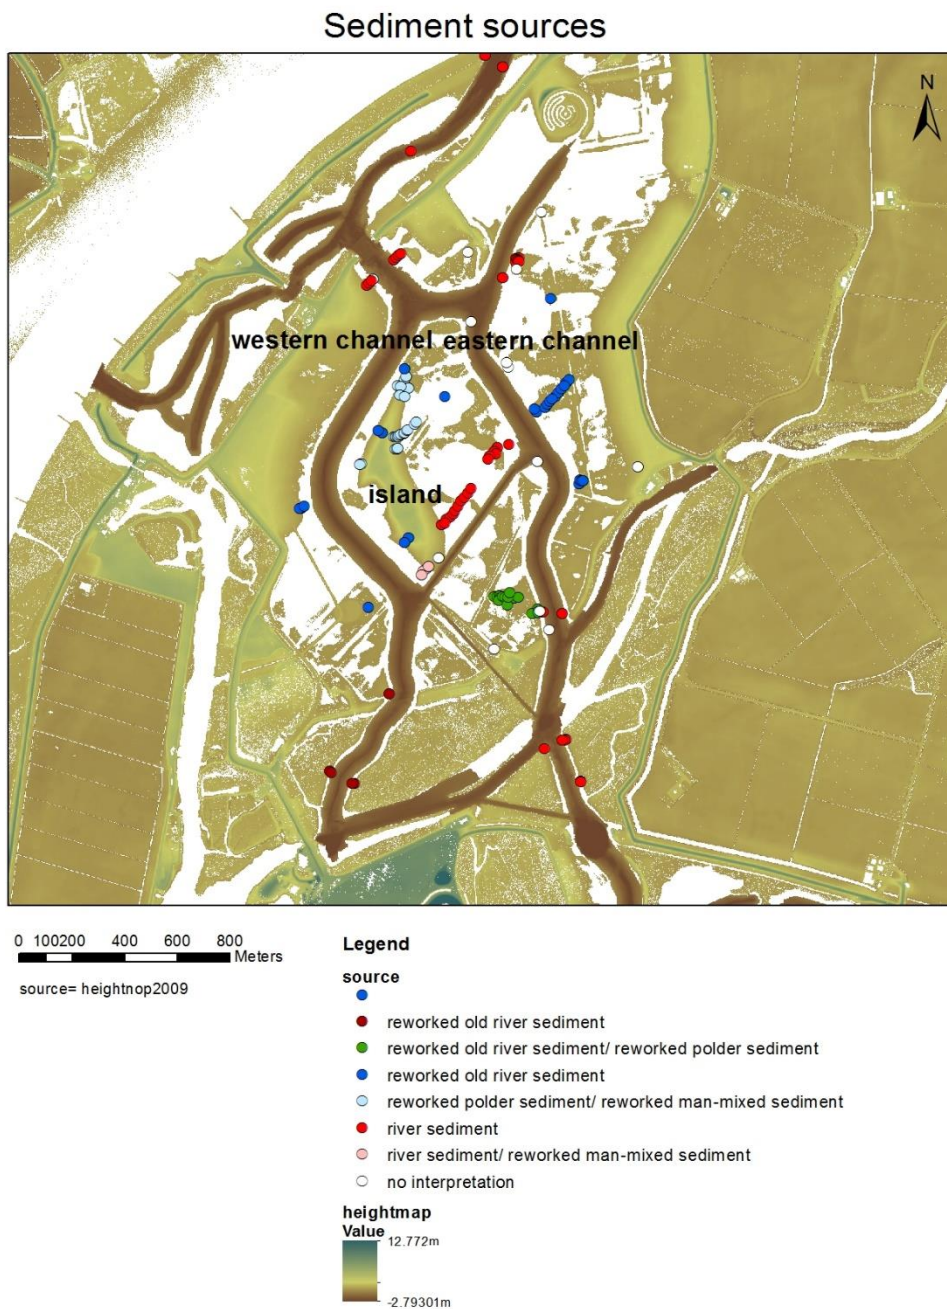 Sediment sources
N
western channel eastern channel
island
0 100200 400 600 800
Meters
source= heightnop2009
Legend
source
reworked old river sediment
reworked old river sediment/ reworked polder sediment
reworked old river sediment
reworked polder sediment/ reworked man-mixed sediment
river sediment
river sediment/ reworked man-mixed sediment
no interpretation
heightmap
Value
12.772m
-2.79301m